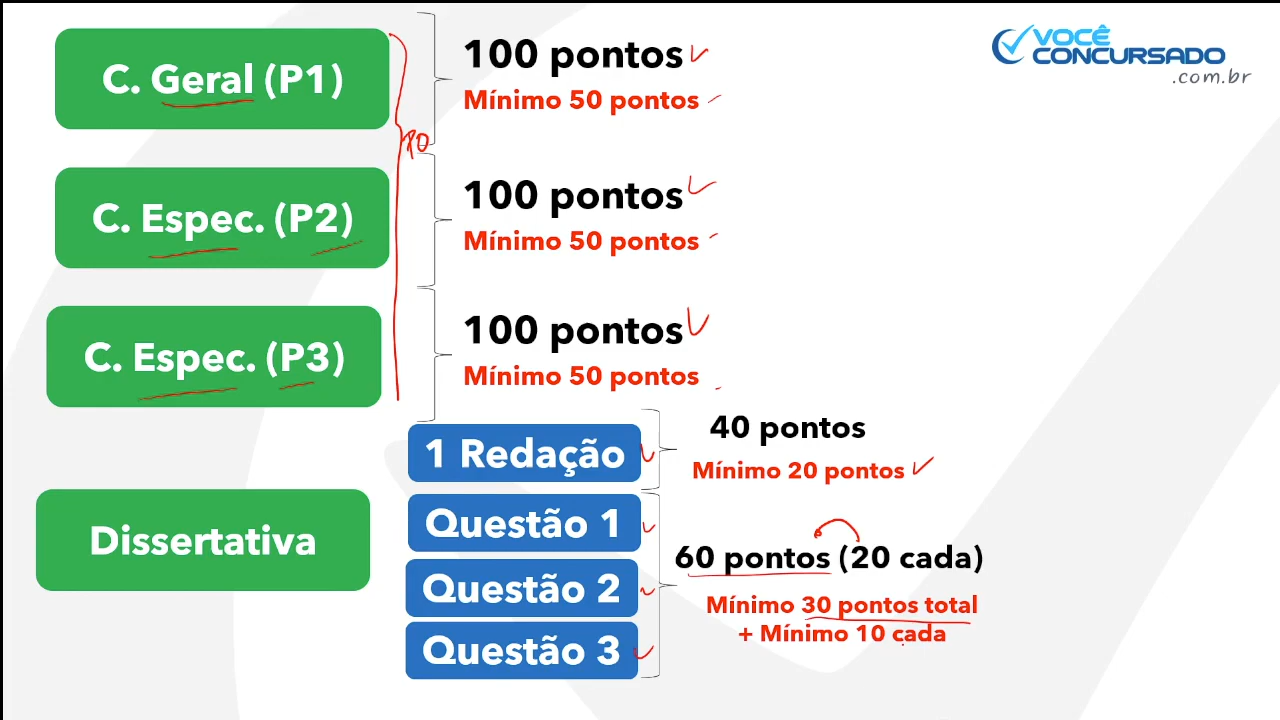 VOCÊ
CONCURSADO
.com.br
C. Geral (P1)
100 pontos
Mínimo 50 pontos
C. Espec. (P2)
100 pontos
Mínimo 50 pontos
C. Espec. (P3)
100 pontos
Mínimo 50 pontos
Dissertativa
1 Redação
40 pontos
Mínimo 20 pontos
Questão 1
Questão 2
Questão 3
60 pontos (20 cada)
Mínimo 30 pontos total
+ Mínimo 10 cada